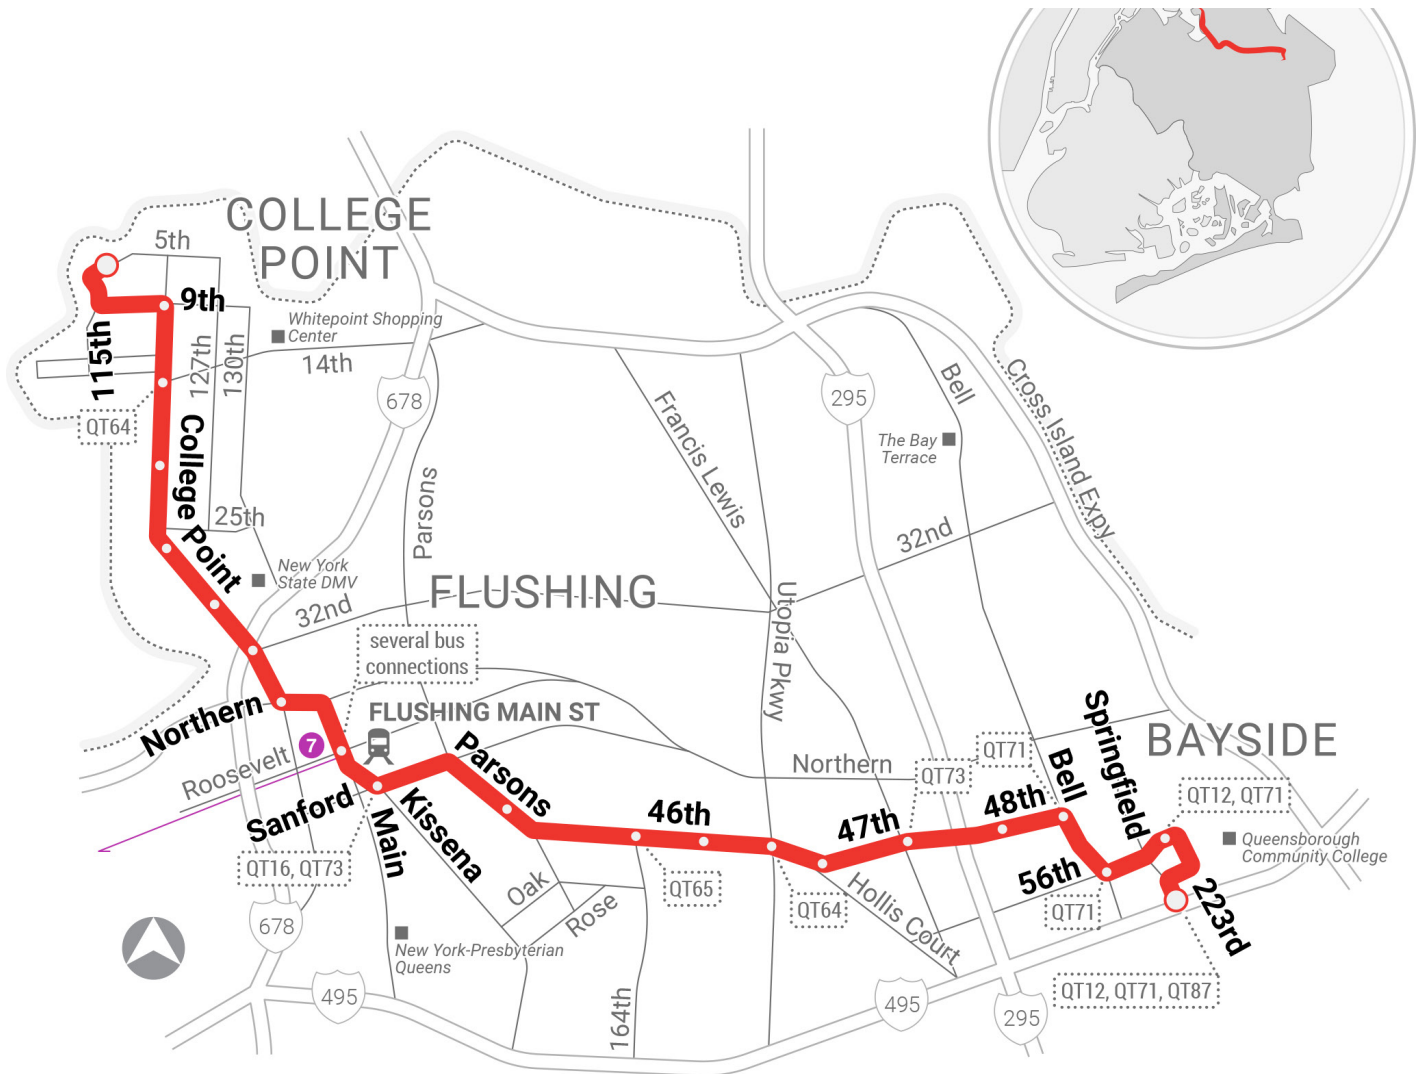 COLLEGE
POINT
5th
9th
Whitepoint Shopping
Center
115th
127th
130th
14th
678
QT64
College
Point
25th
New York
State DMV
32nd
Parsons
FLUSHING
Francis Lewis
295
Bell
The Bay
Terrace
Cross Island Expy
32nd
Utopia Pkwy
several bus
connections
Northern
7
FLUSHING MAIN ST
Roosevelt
Sanford
Main
Kissena
Parsons
QT16, QT73
46th
QT65
QT64
Northern
47th
QT73
QT71
48th
Bell
Springfield
BAYSIDE
QT12, QT71
Queensborough
Community College
56th
QT71
223rd
QT12, QT71, QT87
Hollis Court
Oak
Rose
164th
New York-Presbyterian
Queens
678
495
495
295